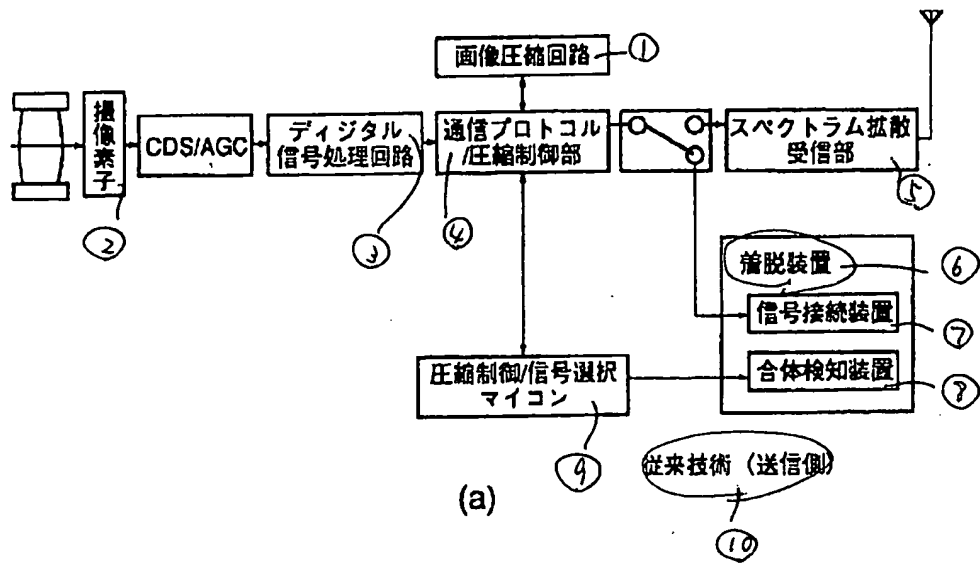 画像圧縮回路
①
撮像素子
②
CDS/AGC
ディジタル
信号処理回路
③
通信プロトコル
/圧縮制御部
④
スペクトラム拡散
受信部
⑤
着脱装置
⑥
信号接続装置
⑦
合体検知装置
⑧
圧縮制御/信号選択
マイコン
⑨
従来技術（送信側）
⑩
(a)